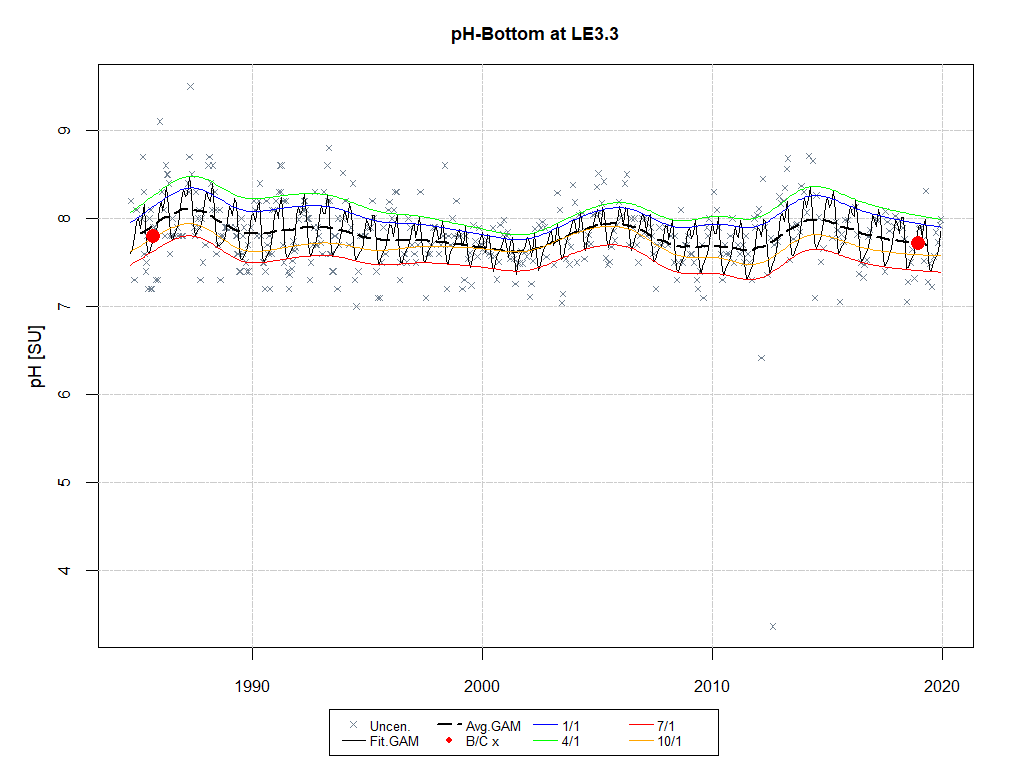 pH-Bottom at LE3.3
pH [SU]
9
8
7
6
5
4
1990 2000 2010 2020
Uncen. Avg.GAM 1/1 7/1
Fit.GAM B/C x 4/1 10/1